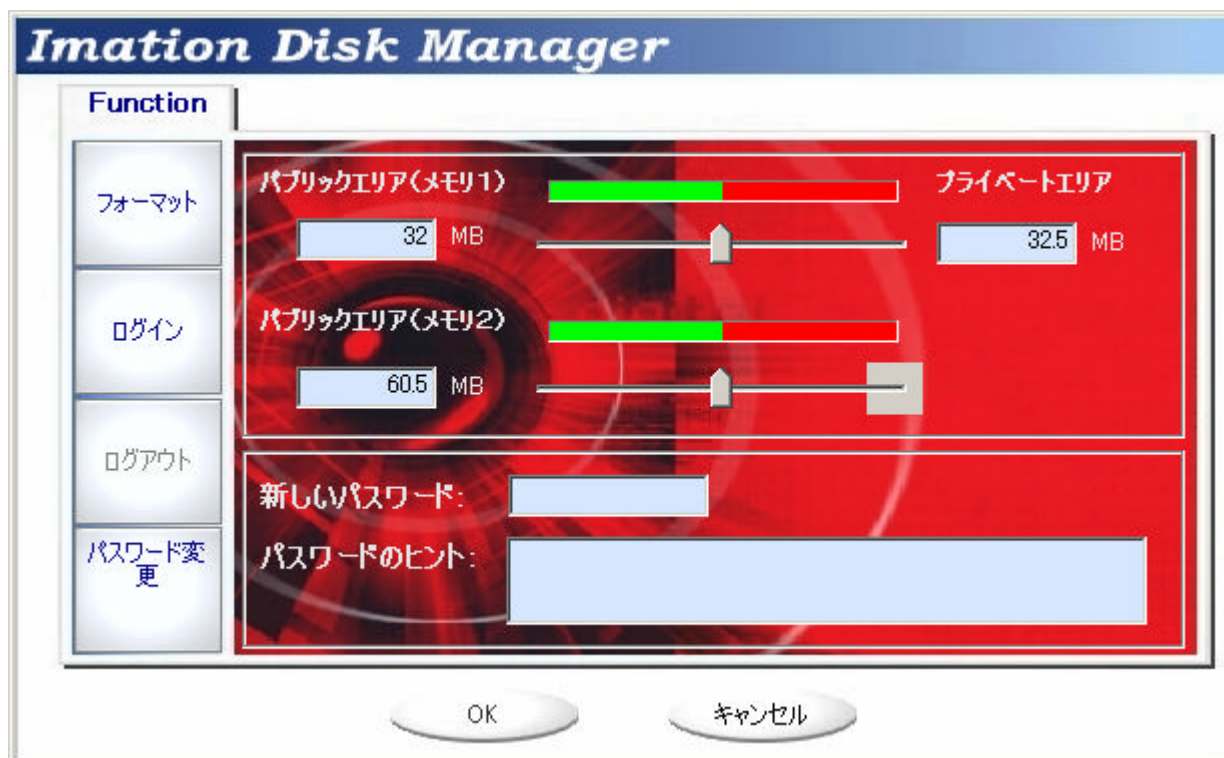 Imation Disk Manager
Function
フォーマット
ログイン
ログアウト
パスワード変
更
パブリックエリア(メモリ1)
プライベートエリア
32 MB
32.5 MB
パブリックエリア(メモリ2)
60.5 MB
新しいパスワード:
パスワードのヒント:
OK
キャンセル